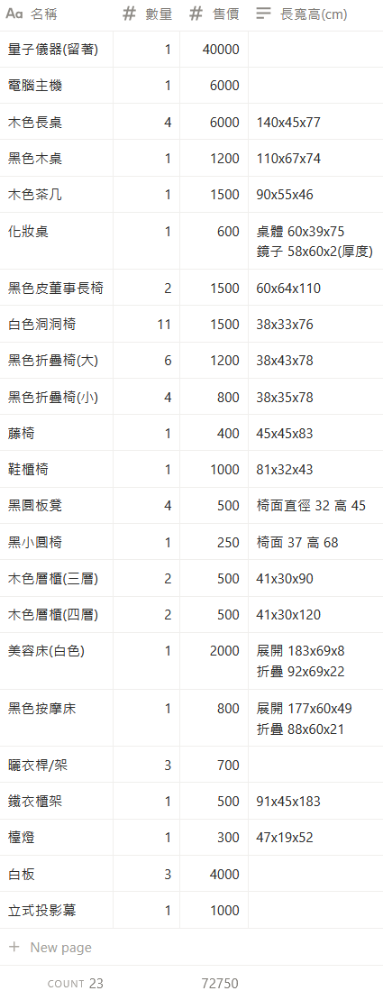 Aa 名稱 # 數量 # 售價 長寬高(cm)
量子儀器(留著) 1 40000
電腦主機 1 6000
木色長桌 4 6000 140x45x77
黑色木桌 1 1200 110x67x74
木色茶几 1 1500 90x55x46
化妝桌 1 600 桌體 60x39x75
鏡子 58x60x2(厚度)
黑色皮董事長椅 2 1500 60x64x110
白色洞洞椅 11 1500 38x33x76
黑色折疊椅(大) 6 1200 38x43x78
黑色折疊椅(小) 4 800 38x35x78
藤椅 1 400 45x45x83
鞋櫃椅 1 1000 81x32x43
黑圓板凳 4 500 椅面直徑 32 高 45
黑小圓椅 1 250 椅面 37 高 68
木色層櫃(三層) 2 500 41x30x90
木色層櫃(四層) 2 500 41x30x120
美容床(白色) 1 2000 展開 183x69x8
折疊 92x69x22
黑色按摩床 1 800 展開 177x60x49
折疊 88x60x21
曬衣桿/架 3 700
鐵衣櫃架 1 500 91x45x183
檯燈 1 300 47x19x52
白板 3 4000
立式投影幕 1 1000
+ New page
COUNT 23 72750